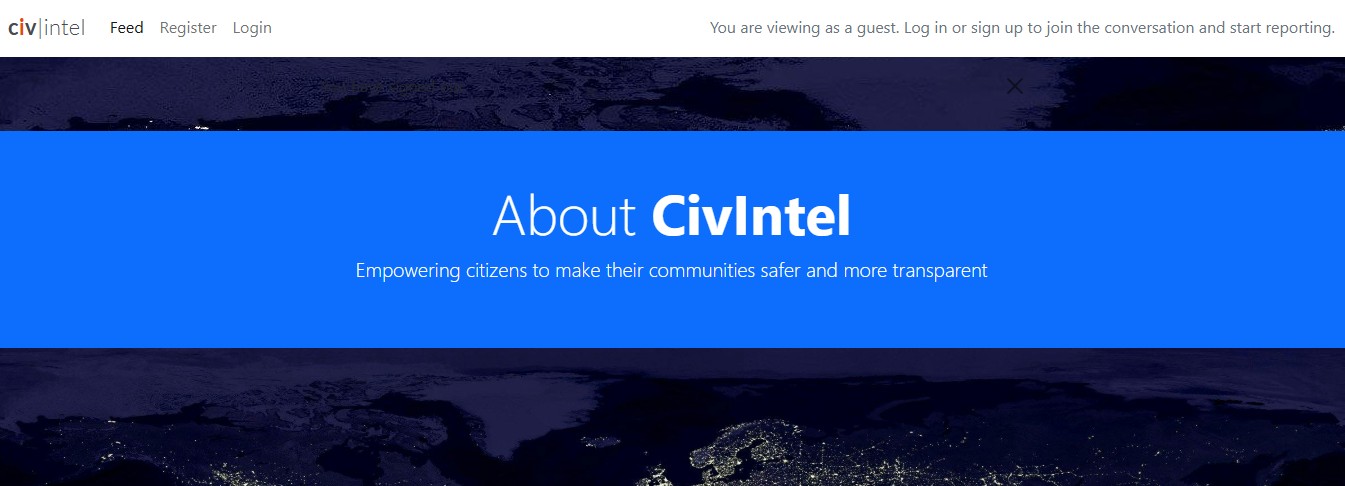 civ|intel Feed Register Login You are viewing as a guest. Log in or sign up to join the conversation and start reporting.
About CivIntel
Empowering citizens to make their communities safer and more transparent